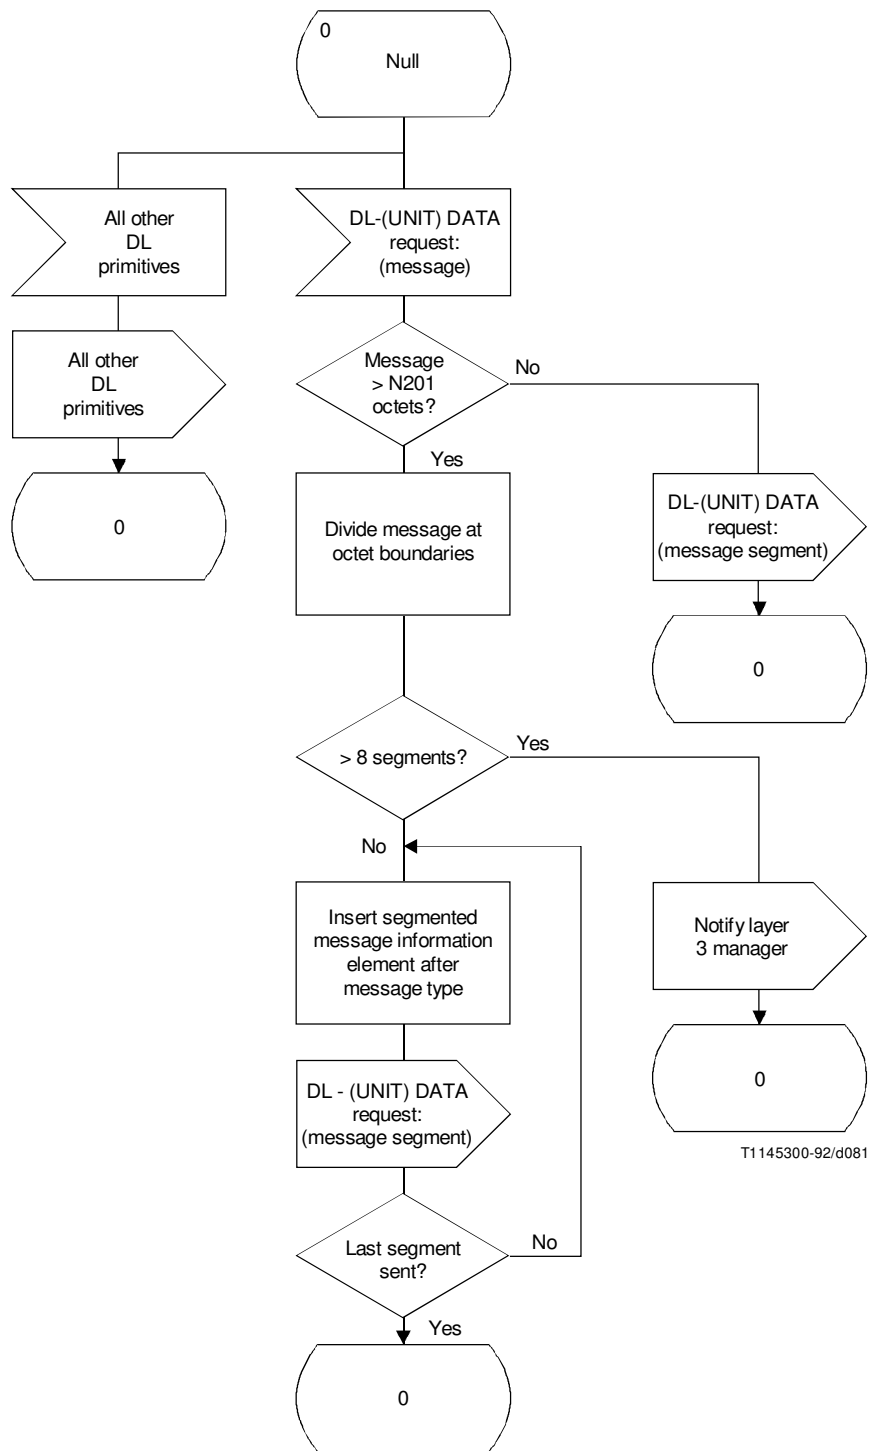 0
Null
All other
DL
primitives
DL-(UNIT) DATA
request:
(message)
All other
DL
primitives
Message
> N201
octets?
No
Yes
0
Divide message at
octet boundaries
DL-(UNIT) DATA
request:
(message segment)
0
> 8 segments?
Yes
No
Insert segmented
message information
element after
message type
Notify layer
3 manager
DL - (UNIT) DATA
request:
(message segment)
0
T1145300-92/d081
Last segment
sent?
No
Yes
0